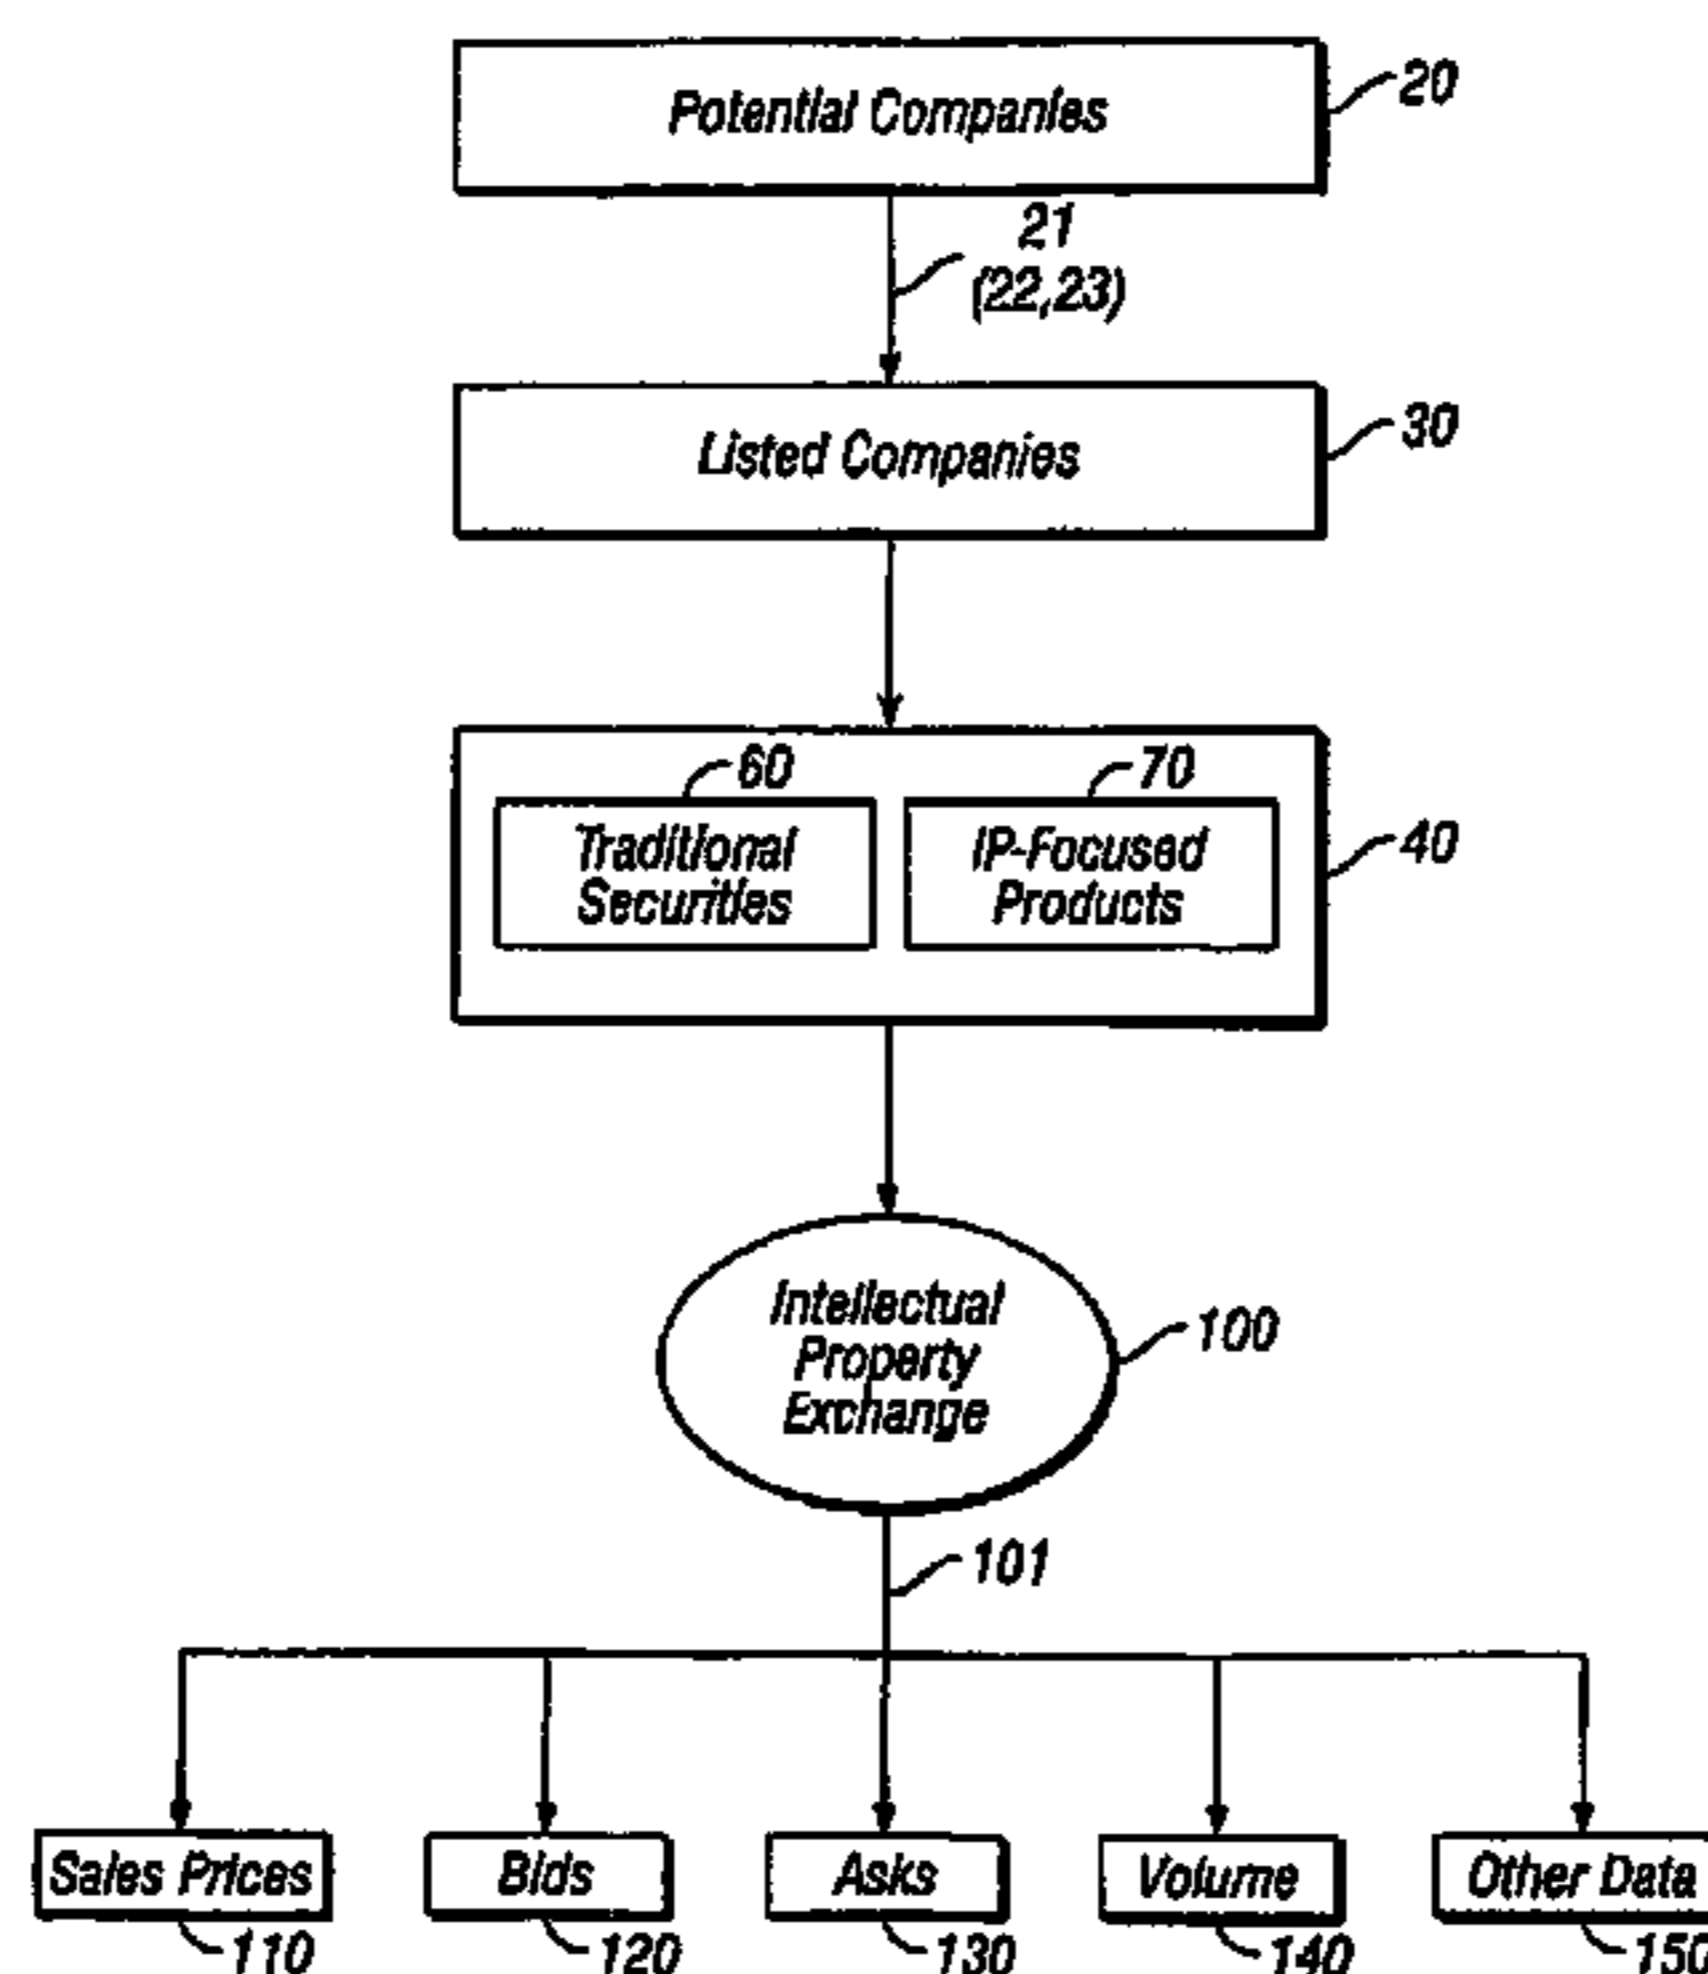 Potential Companies
20
21
(22,23)
Listed Companies
30
60
70
Traditional
Securities
IP-Focused
Products
40
Intellectual
Property
Exchange
100
101
Sales Prices
Bids
Asks
Volume
Other Data
110
120
130
140
150